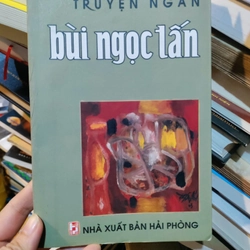 TRUYỆN NGẮN
bùi ngọc tấn
NHÀ XUẤT BẢN HẢI PHÒNG